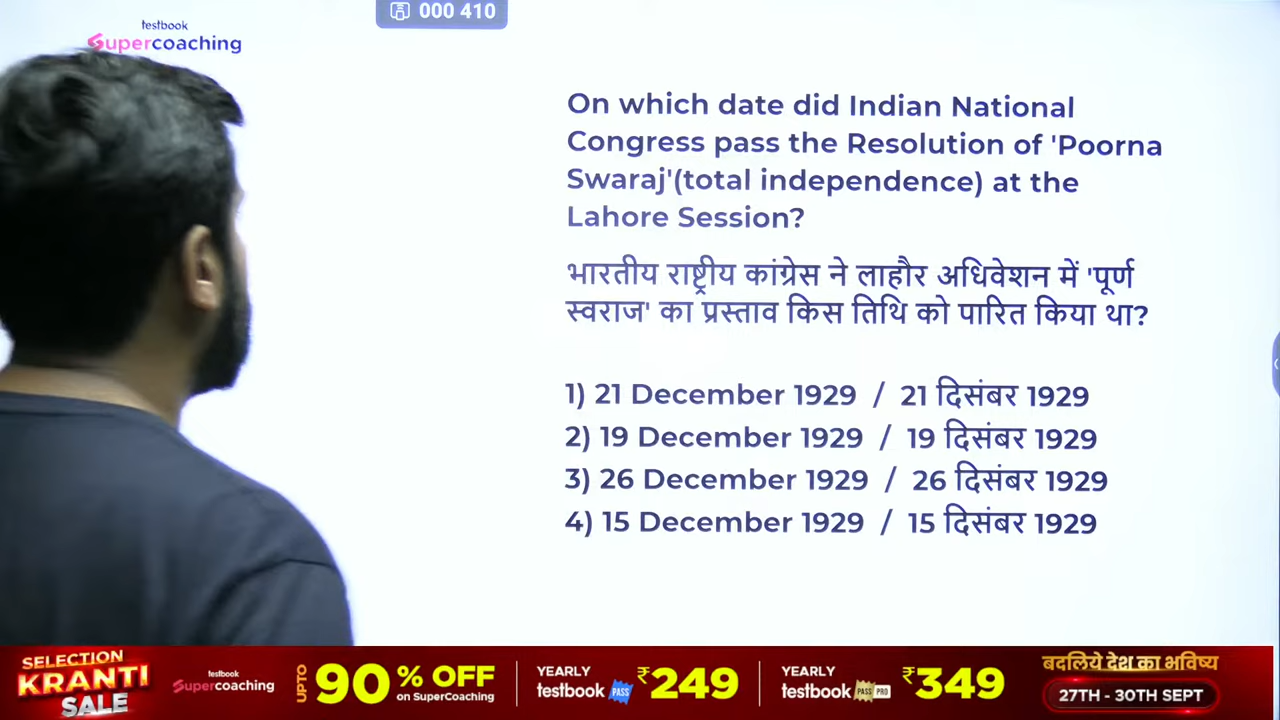 testbook
Supercoaching
000 410
On which date did Indian National
Congress pass the Resolution of 'Poorna
Swaraj'(total independence) at the
Lahore Session?
भारतीय राष्ट्रीय कांग्रेस ने लाहौर अधिवेशन में 'पूर्ण
स्वराज' का प्रस्ताव किस तिथि को पारित किया था?
1) 21 December 1929 / 21 दिसंबर 1929
2) 19 December 1929 / 19 दिसंबर 1929
3) 26 December 1929 / 26 दिसंबर 1929
4) 15 December 1929 / 15 दिसंबर 1929
SELECTION
KRANTI
SALE
testbook
Supercoaching
UPTO
90% OFF
on SuperCoaching
YEARLY
testbook PASS
₹249
YEARLY
testbook PASS PRO
₹349
बदलिये देश का भविष्य
27TH - 30TH SEPT